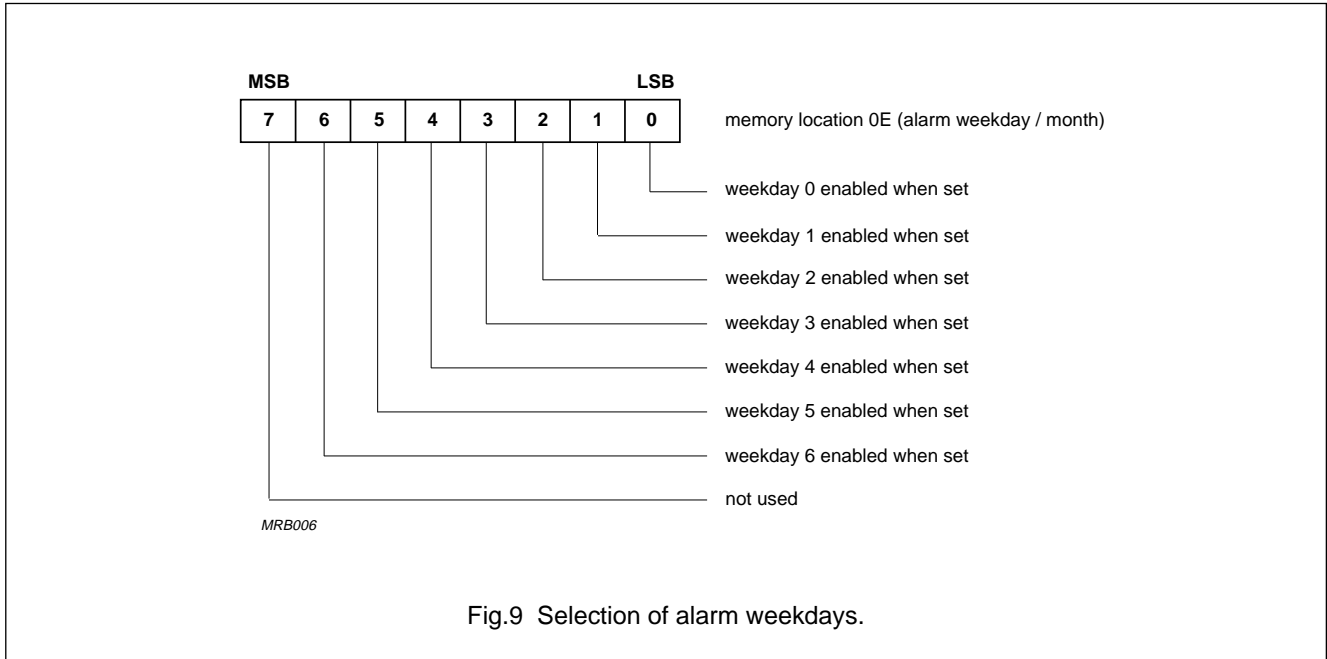 MSB LSB
7 6 5 4 3 2 1 0 memory location 0E (alarm weekday / month)
weekday 0 enabled when set
weekday 1 enabled when set
weekday 2 enabled when set
weekday 3 enabled when set
weekday 4 enabled when set
weekday 5 enabled when set
weekday 6 enabled when set
not used
MRB006
Fig.9 Selection of alarm weekdays.